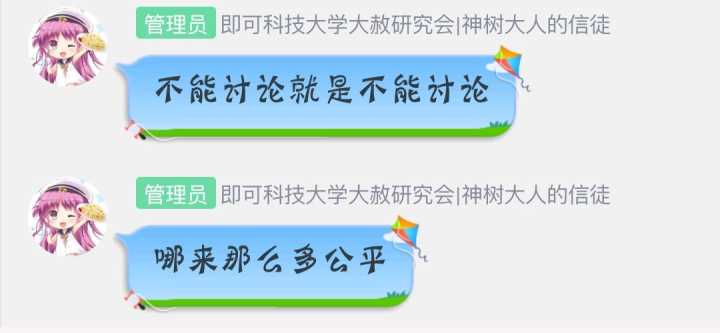 管理员 即可科技大学大赦研究会|神树大人的信徒
不能讨论就是不能讨论
管理员 即可科技大学大赦研究会|神树大人的信徒
哪来那么多公平